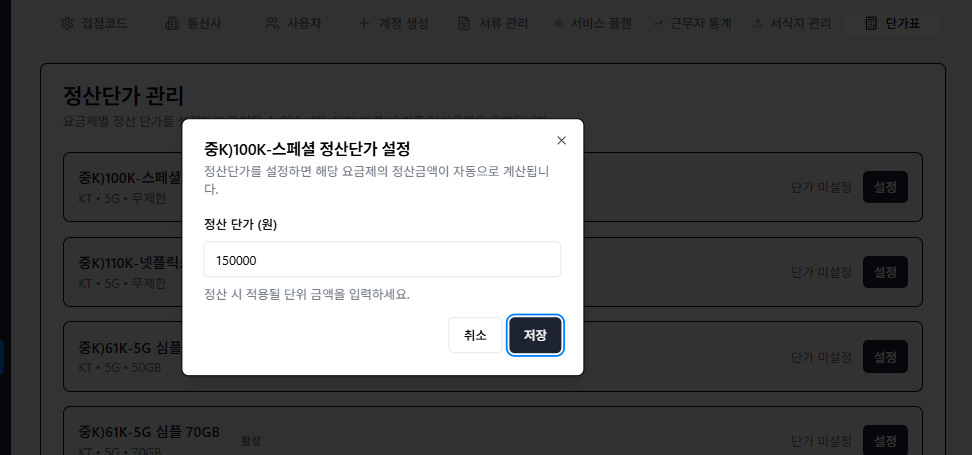 접점코드
통신사
사용자
계정 생성
서류 관리
서비스 플랜
근무자 통계
서식지 관리
단가표
정산단가 관리
요금제별 정산 단가를
중K)100K-스페셜 정산단가 설정
정산단가를 설정하면 해당 요금제의 정산금액이 자동으로 계산됩니
다.
정산 단가 (원)
150000
정산 시 적용될 단위 금액을 입력하세요.
취소
저장
중K)100K-스페셜
KT • 5G • 무제한
단가 미설정
설정
중K)110K-넷플릭
KT • 5G • 무제한
단가 미설정
설정
중K)61K-5G 심플
KT • 5G • 50GB
단가 미설정
설정
중K)61K-5G 심플 70GB
활성
KT • 5G • 70GB
단가 미설정
설정